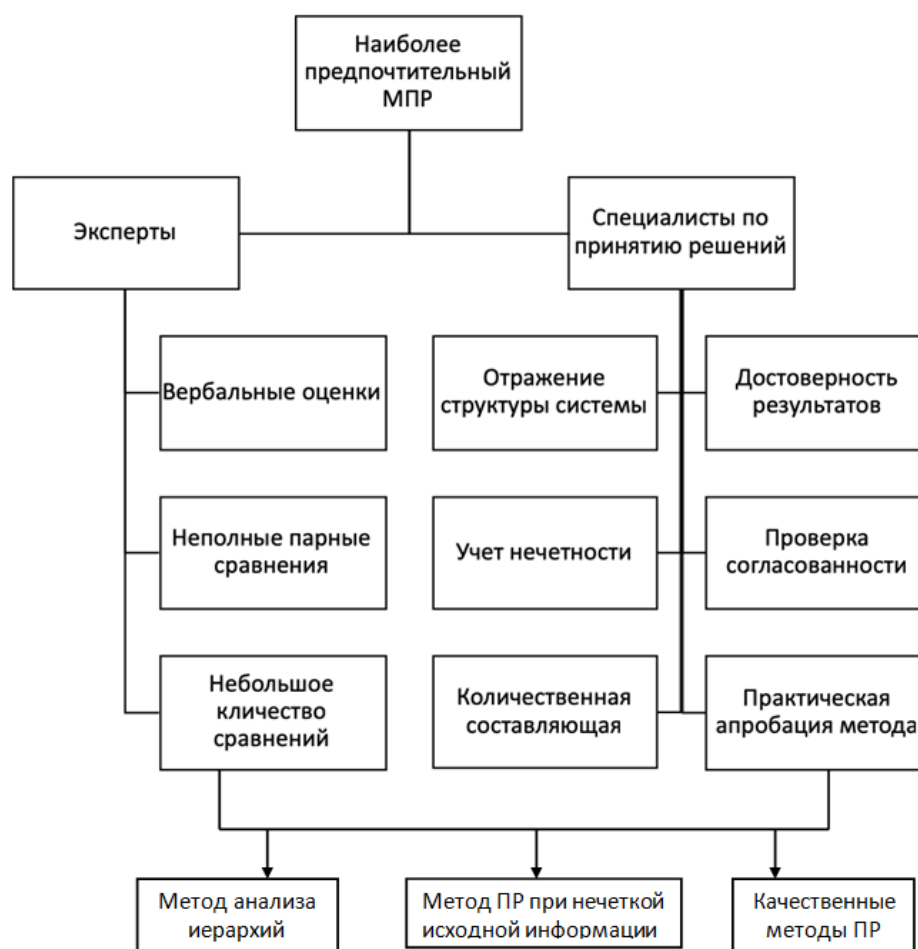 Наиболее
предпочтительный
МПР
Эксперты
Специалисты по
принятию решений
Вербальные оценки
Отражение
структуры системы
Достоверность
результатов
Неполные парные
сравнения
Учет нечетности
Проверка
согласованности
Небольшое
кличество
сравнений
Количественная
составляющая
Практическая
апробация метода
Метод анализа
иерархий
Метод ПР при нечеткой
исходной информации
Качественные
методы ПР